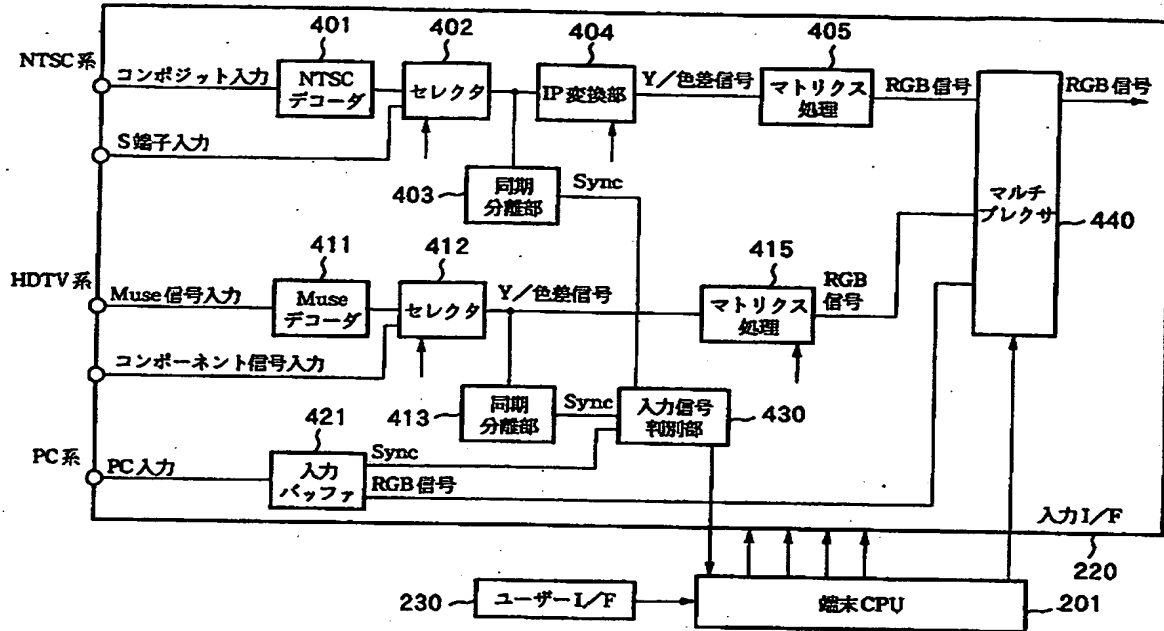 401
402
404
405
NTSC系
コンポジット入力
NTSC
デコーダ
セレクタ
IP変換部
Y/色差信号
マトリクス
処理
RGB信号
RGB信号
S端子入力
403
同期
分離部
Sync
マルチ
プレクサ
440
411
412
415
HDTV系
Muse信号入力
Muse
デコーダ
セレクタ
Y/色差信号
マトリクス
処理
RGB
信号
コンポーネント信号入力
413
同期
分離部
Sync
入力信号
判別部
430
421
PC系
PC入力
入力
バッファ
Sync
RGB信号
入力I/F
220
230
ユーザーI/F
端末CPU
201